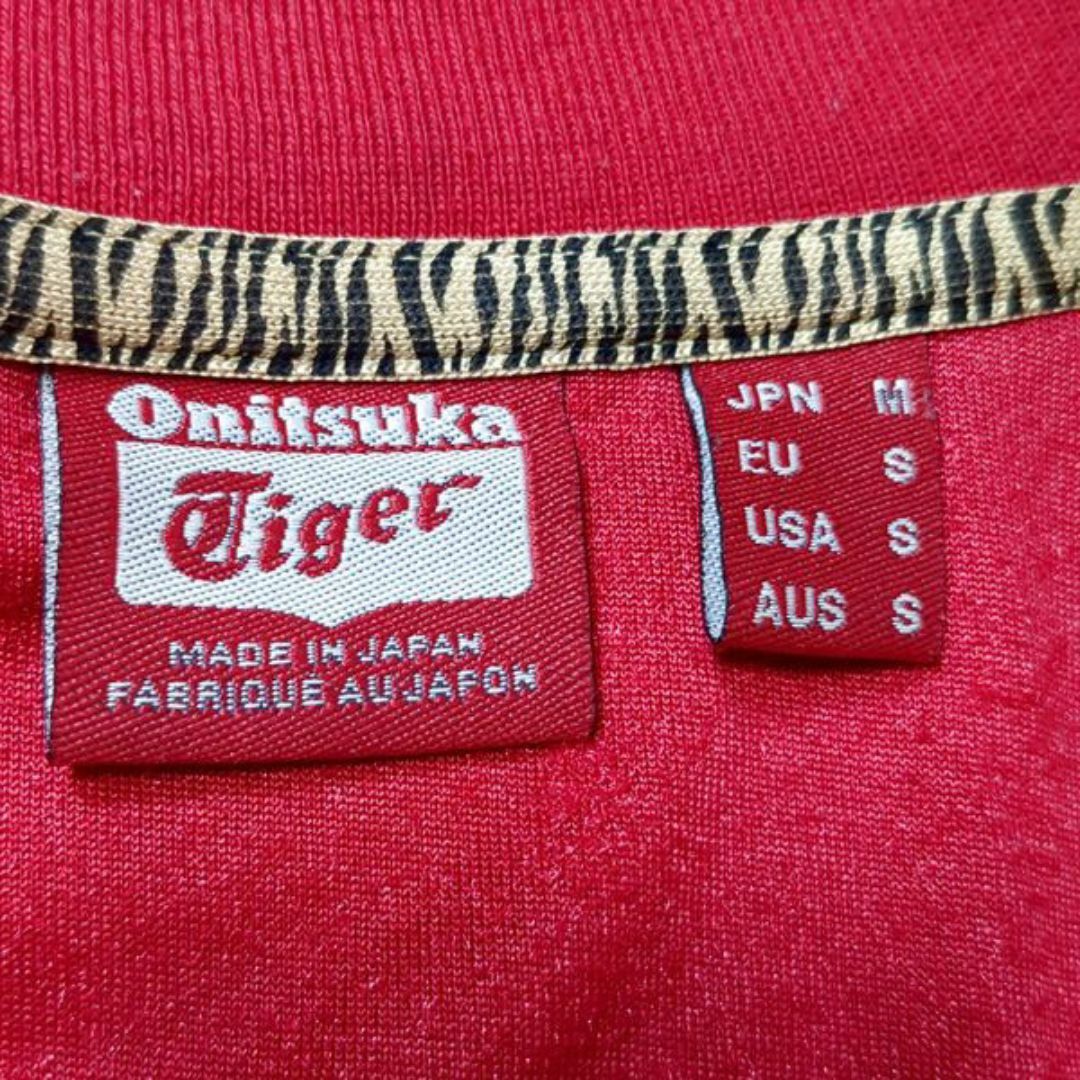 Onitsuka
Tiger
MADE IN JAPAN
FABRIQUE AU JAPON
JPN M
EU S
USA S
AUS S